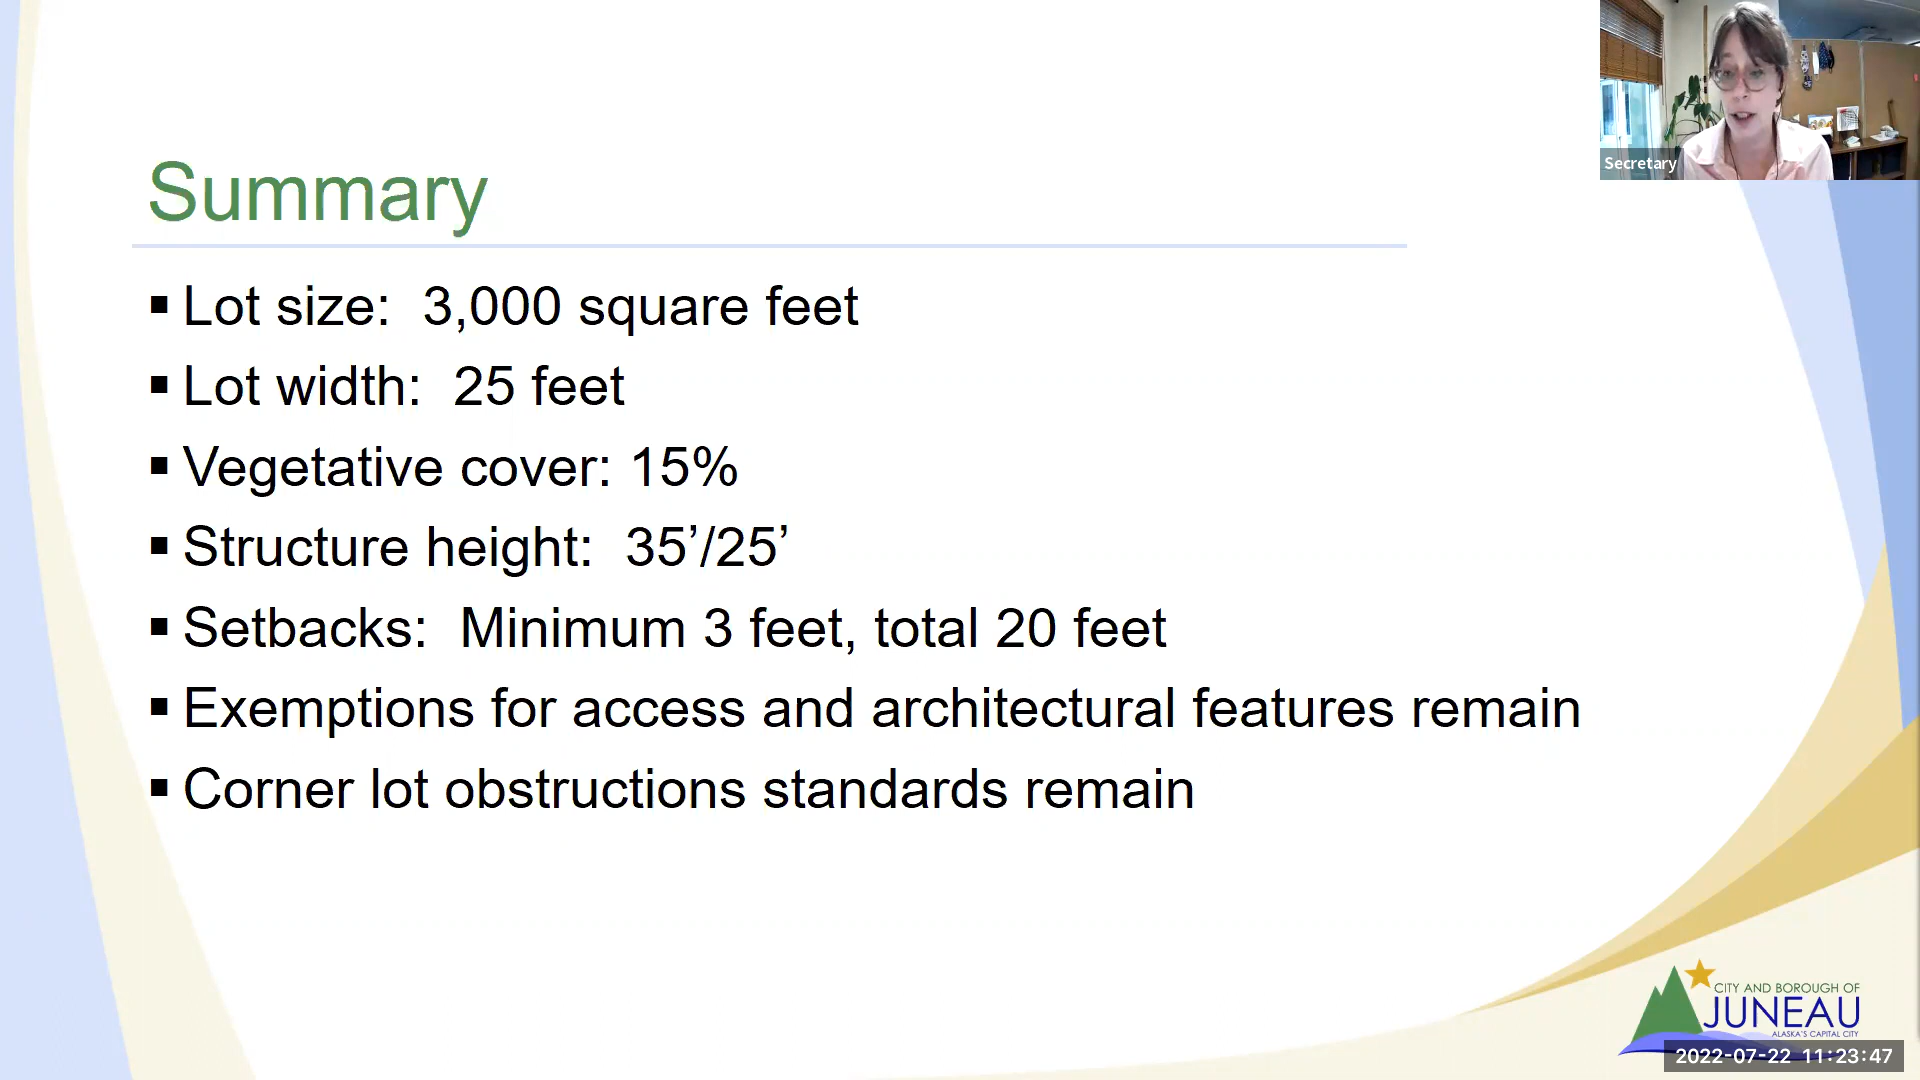 Secretary
Summary
▪ Lot size:  3,000 square feet
▪ Lot width:  25 feet
▪ Vegetative cover: 15%
▪ Structure height:  35’/25’
▪ Setbacks:  Minimum 3 feet, total 20 feet
▪ Exemptions for access and architectural features remain
▪ Corner lot obstructions standards remain
CITY AND BOROUGH OF
JUNEAU
ALASKA'S CAPITAL CITY
2022-07-22 11:23:47